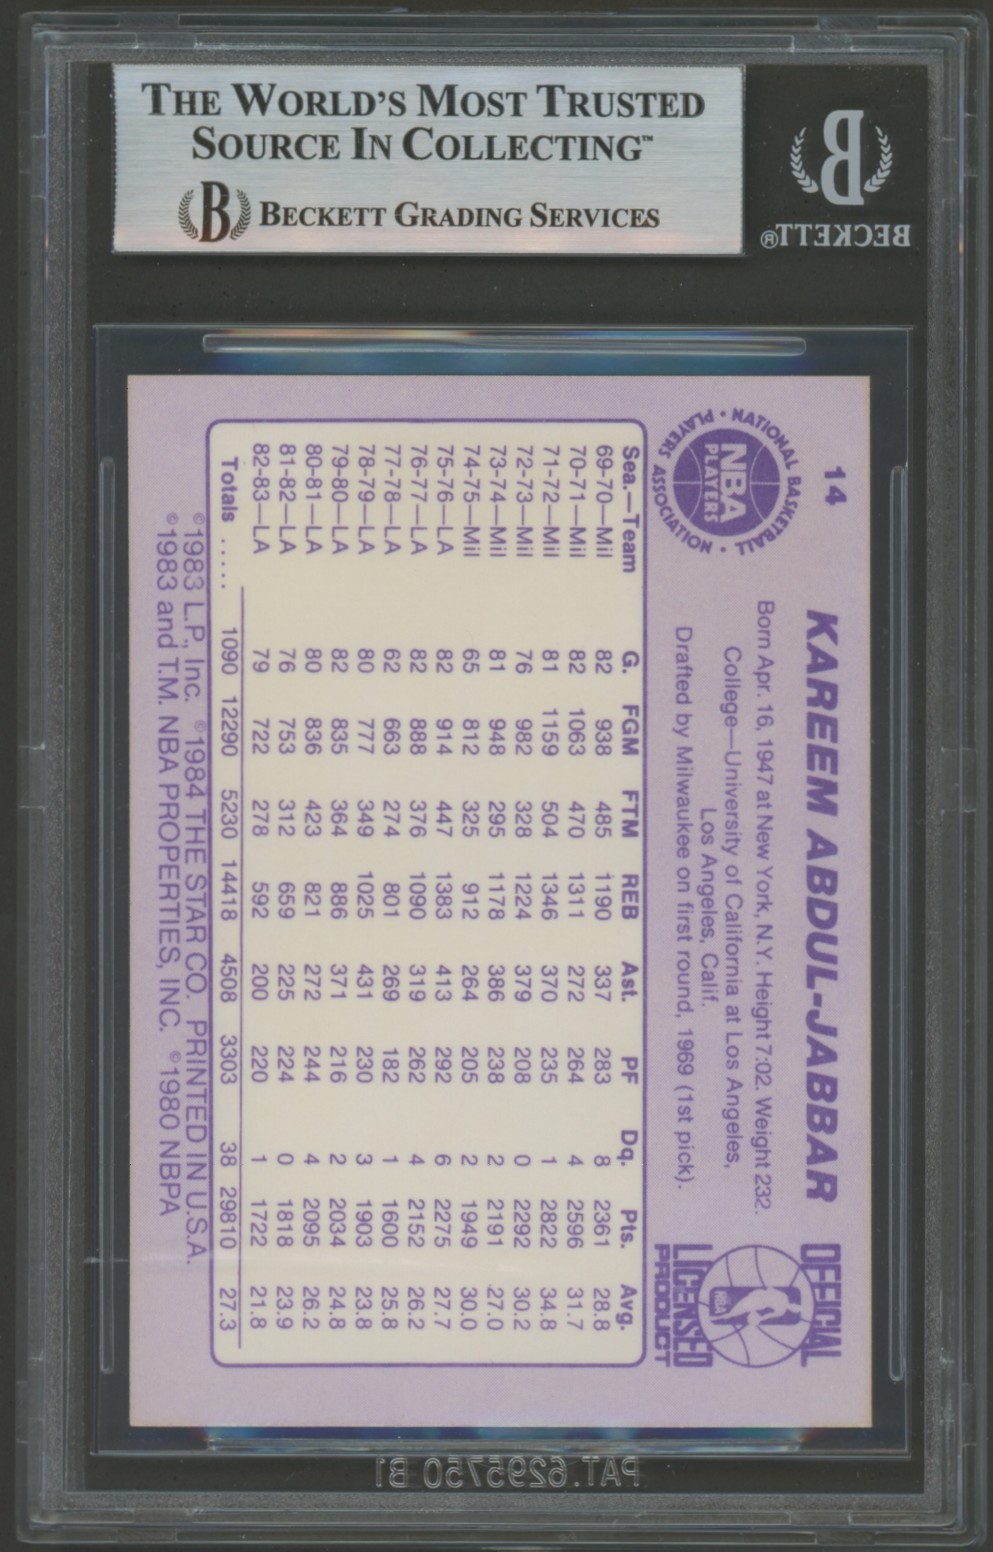 THE WORLD'S MOST TRUSTED
SOURCE IN COLLECTING™
B BECKETT GRADING SERVICES
B
BECKETT®
14
KAREEM ABDUL-JABBAR
NATIONAL BASKETBALL PLAYERS ASSOCIATION • PLAYERS •
NBA
PLAYERS
Born Apr. 16, 1947 at New York, N.Y. Height 7:02. Weight 232.
College—University of California at Los Angeles,
Los Angeles, Calif.
Drafted by Milwaukee on first round, 1969 (1st pick).
OFFICIAL
NBA
LICENSED
PRODUCT
Sea.—Team G. FGM FTM REB Ast. PF Dq. Pts. Avg.
69-70—Mil 82 938 485 1190 337 283 8 2361 28.8
70-71—Mil 82 1063 470 1311 272 264 4 2596 31.7
71-72—Mil 81 1159 504 1346 370 235 1 2822 34.8
72-73—Mil 76 982 328 1224 379 208 0 2292 30.2
73-74—Mil 81 948 295 1178 386 238 2 2191 27.0
74-75—Mil 65 812 325 912 264 205 2 1949 30.0
75-76—LA 82 914 447 1383 413 292 6 2275 27.7
76-77—LA 82 888 376 1090 319 262 4 2152 26.2
77-78—LA 62 663 274 801 269 182 1 1600 25.8
78-79—LA 80 777 349 1025 431 230 3 1903 23.8
79-80—LA 82 835 364 886 371 216 2 2034 24.8
80-81—LA 80 836 423 821 272 244 4 2095 26.2
81-82—LA 76 753 312 659 225 224 0 1818 23.9
82-83—LA 79 722 278 592 200 220 1 1722 21.8
Totals ..... 1090 12290 5230 14418 4508 3303 38 29810 27.3
©1983 L.P., Inc. ©1984 THE STAR CO. PRINTED IN U.S.A.
©1983 and T.M. NBA PROPERTIES, INC. ©1980 NBPA
PAT.6295750 B1